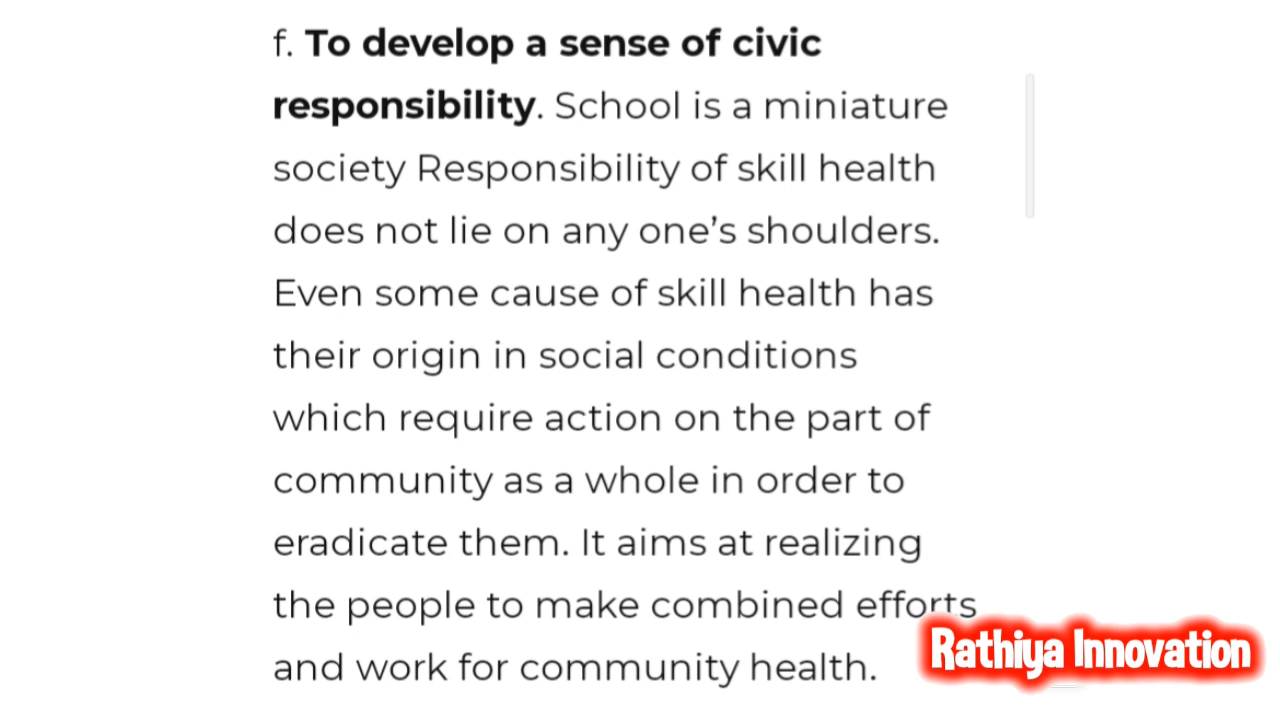 f. To develop a sense of civic
responsibility. School is a miniature
society Responsibility of skill health
does not lie on any one’s shoulders.
Even some cause of skill health has
their origin in social conditions
which require action on the part of
community as a whole in order to
eradicate them. It aims at realizing
the people to make combined efforts
and work for community health.
Rathiya Innovation